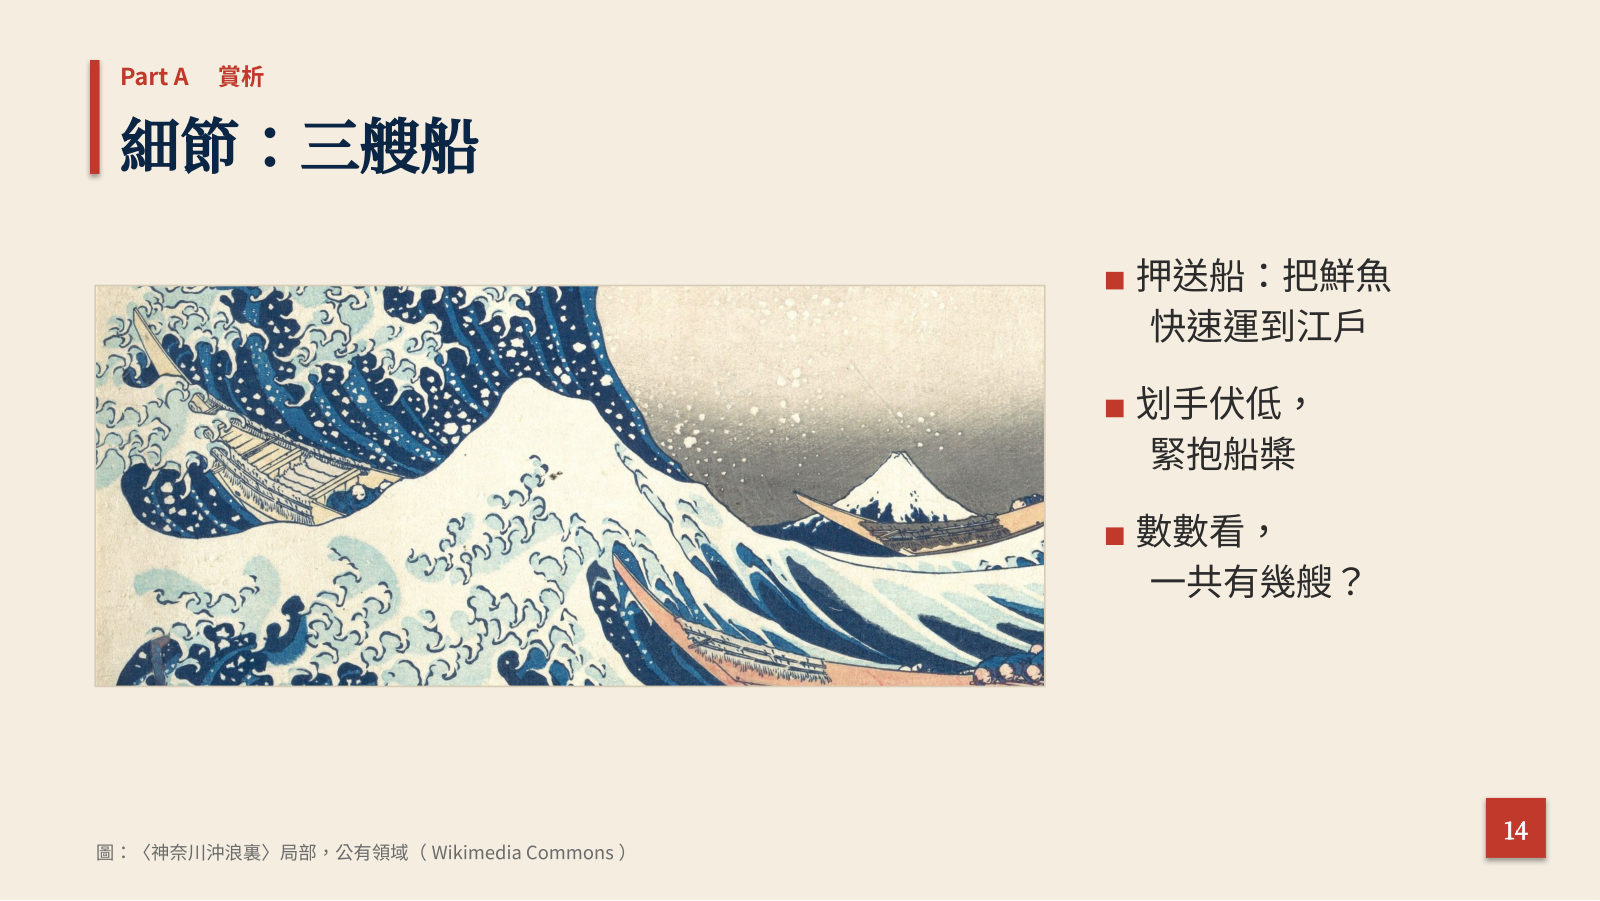 Part A 賞析
細節：三艘船
押送船：把鮮魚
快速運到江戶
划手伏低，
緊抱船槳
數數看，
一共有幾艘？
圖：〈神奈川沖浪裏〉局部，公有領域（Wikimedia Commons）
14